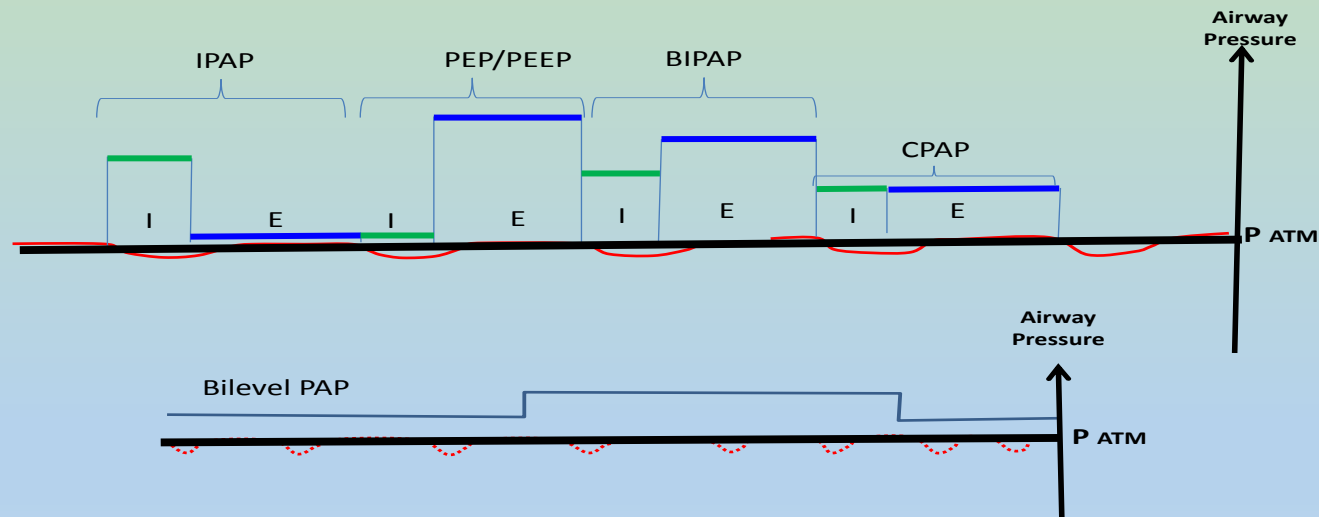 Airway
Pressure
IPAP
PEP/PEEP
BIPAP
CPAP
I
E
I
E
I
E
I
E
P ATM
Airway
Pressure
Bilevel PAP
P ATM